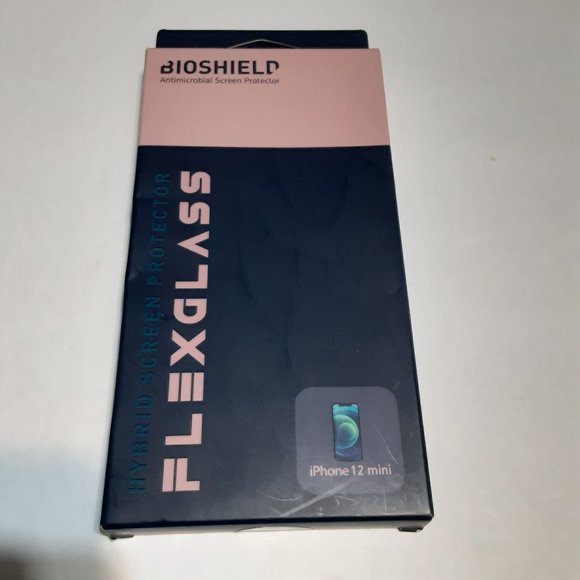 BIOSHIELD
Antimicrobial Screen Protector
HYBRID SCREEN PROTECTOR
FLEXGLASS
iPhone 12 mini